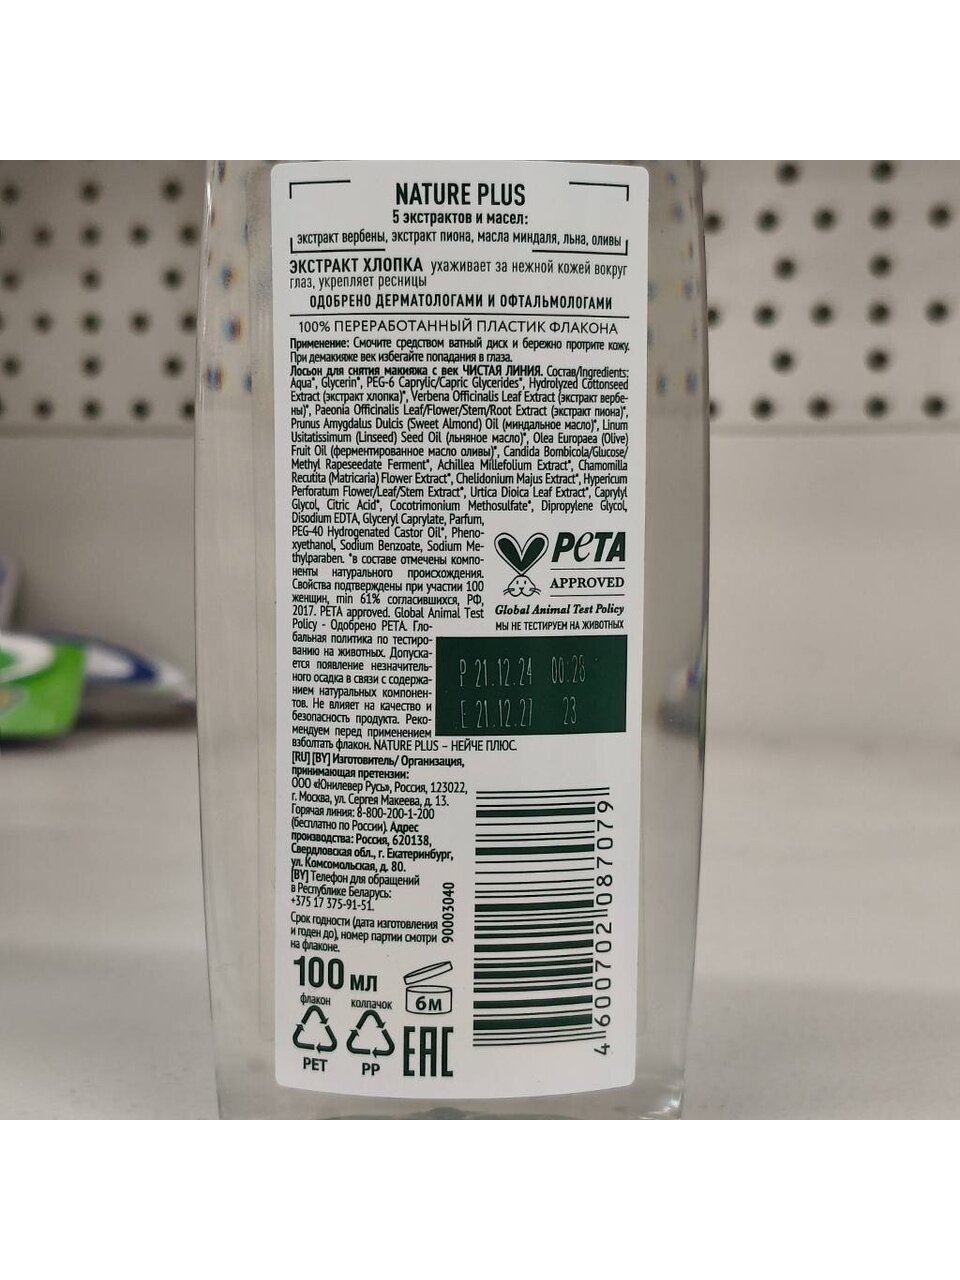 NATURE PLUS
5 экстрактов и масел:
экстракт вербены, экстракт пиона, масла миндаля, льна, оливы
ЭКСТРАКТ ХЛОПКА ухаживает за нежной кожей вокруг
глаз, укрепляет ресницы
ОДОБРЕНО ДЕРМАТОЛОГАМИ И ОФТАЛЬМОЛОГАМИ
100% ПЕРЕРАБОТАННЫЙ ПЛАСТИК ФЛАКОНА
Применение: Смочите средством ватный диск и бережно протрите кожу.
При демакияже век избегайте попадания в глаза.
Лосьон для снятия макияжа с век ЧИСТАЯ ЛИНИЯ. Состав/Ingredients:
Aqua*, Glycerin*, PEG-6 Caprylic/Capric Glycerides*, Hydrolyzed Cottonseed
Extract (экстракт хлопка)*, Verbena Officinalis Leaf Extract (экстракт вербе-
ны)*, Paeonia Officinalis Leaf/Flower/Stem/Root Extract (экстракт пиона)*,
Prunus Amygdalus Dulcis (Sweet Almond) Oil (миндальное масло)*, Linum
Usitatissimum (Linseed) Seed Oil (льняное масло)*, Olea Europaea (Olive)
Fruit Oil (ферментированное масло оливы)*, Candida Bombicola/Glucose/
Methyl Rapeseedate Ferment*, Achillea Millefolium Extract*, Chamomilla
Recutita (Matricaria) Flower Extract*, Chelidonium Majus Extract*, Hypericum
Perforatum Flower/Leaf/Stem Extract*, Urtica Dioica Leaf Extract*, Caprylyl
Glycol, Citric Acid*, Cocotrimonium Methosulfate*, Dipropylene Glycol,
Disodium EDTA, Glyceryl Caprylate, Parfum,
PEG-40 Hydrogenated Castor Oil*, Pheno-
xyethanol, Sodium Benzoate, Sodium Me-
thylparaben. *в составе отмечены компо-
ненты натурального происхождения.
Свойства подтверждены при участии 100
женщин, min 61% согласившихся, РФ,
2017. PETA approved. Global Animal Test
Policy - Одобрено PETA. Гло-
бальная политика по тестиро-
ванию на животных. Допуска-
ется появление незначитель-
ного осадка в связи с содержа-
нием натуральных компонен-
тов. Не влияет на качество и
безопасность продукта. Реко-
мендуем перед применением
взболтать флакон. NATURE PLUS – НЕЙЧЕ ПЛЮС.
PETA
APPROVED
Global Animal Test Policy
МЫ НЕ ТЕСТИРУЕМ НА ЖИВОТНЫХ
P 21.12.24 00:28
E 21.12.27 23
[RU] [BY] Изготовитель/ Организация,
принимающая претензии:
ООО «Юнилевер Русь», Россия, 123022,
г. Москва, ул. Сергея Макеева, д. 13.
Горячая линия: 8-800-200-1-200
(бесплатно по России). Адрес
производства: Россия, 620138,
Свердловская обл., г. Екатеринбург,
ул. Комсомольская, д. 80.
[BY] Телефон для обращений
в Республике Беларусь:
+375 17 375-91-51.
Срок годности (дата изготовления
и годен до), номер партии смотри
на флаконе.
90003040
4 600702 087079
100 мл
6м
флакон колпачок
PET PP
EAC